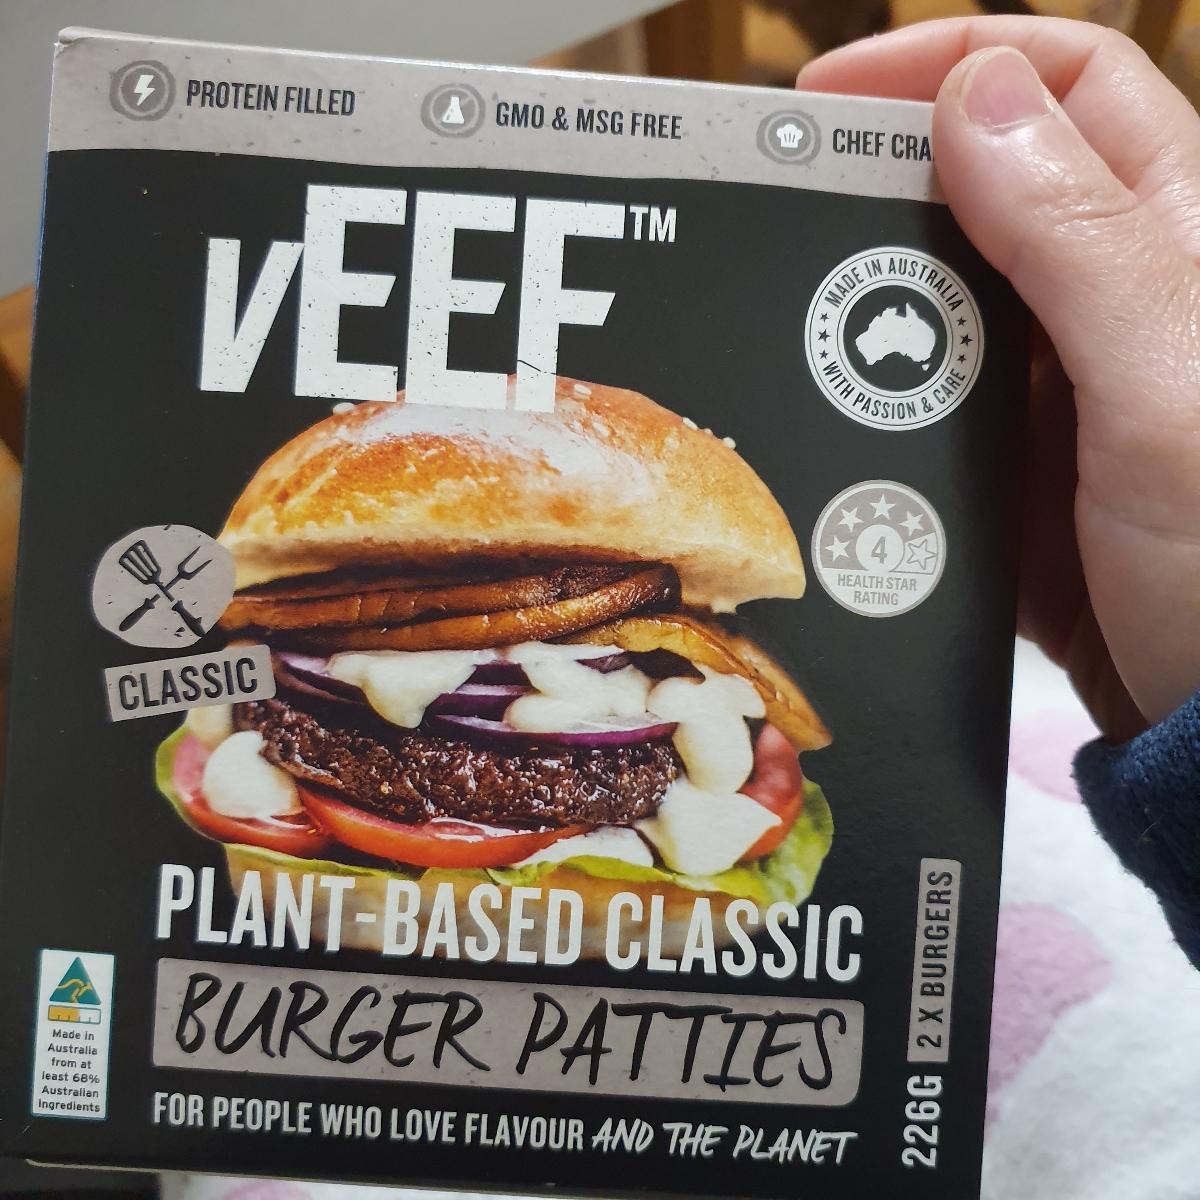 PROTEIN FILLED
GMO & MSG FREE
CHEF CRA
vEEF™
MADE IN AUSTRALIA
WITH PASSION & CARE
4
HEALTH STAR
RATING
CLASSIC
PLANT-BASED CLASSIC
BURGER PATTIES
FOR PEOPLE WHO LOVE FLAVOUR AND THE PLANET
Made in
Australia
from at
least 68%
Australian
ingredients
226G 2 X BURGERS